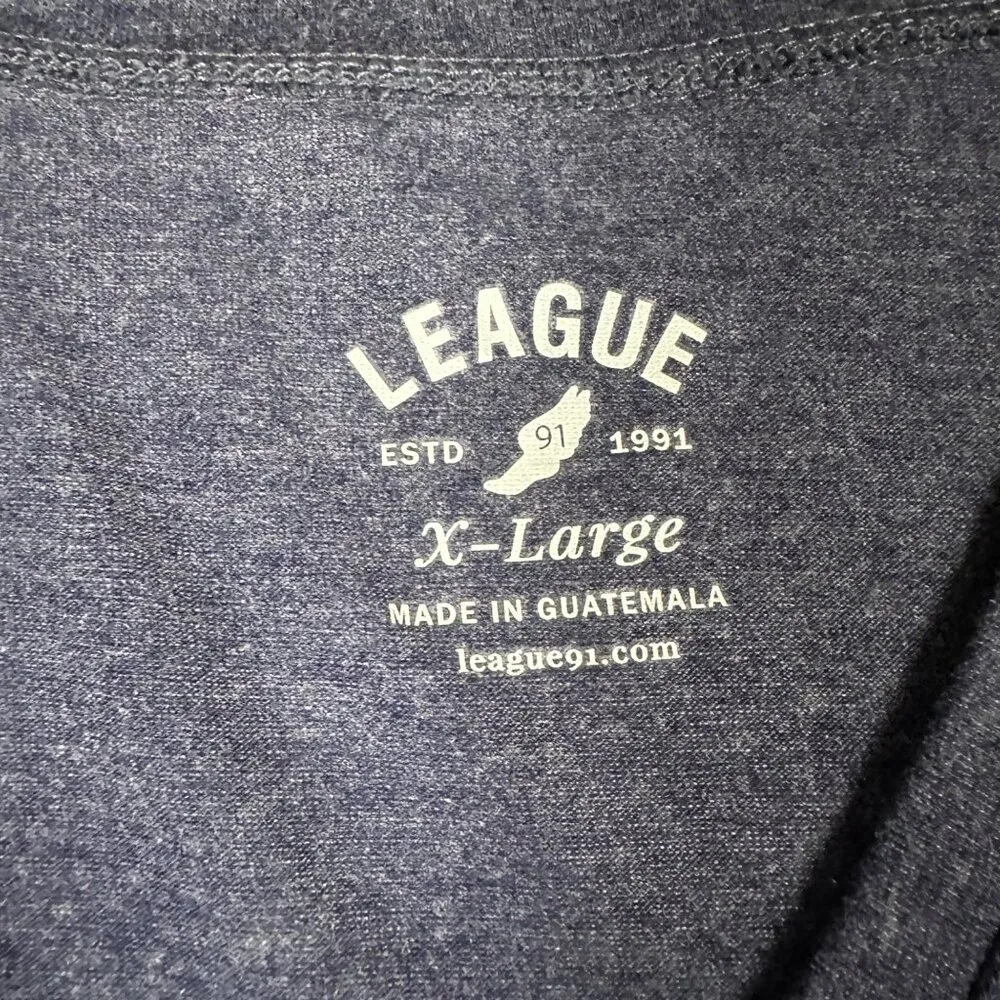 LEAGUE
ESTD 91 1991
X-Large
MADE IN GUATEMALA
league91.com